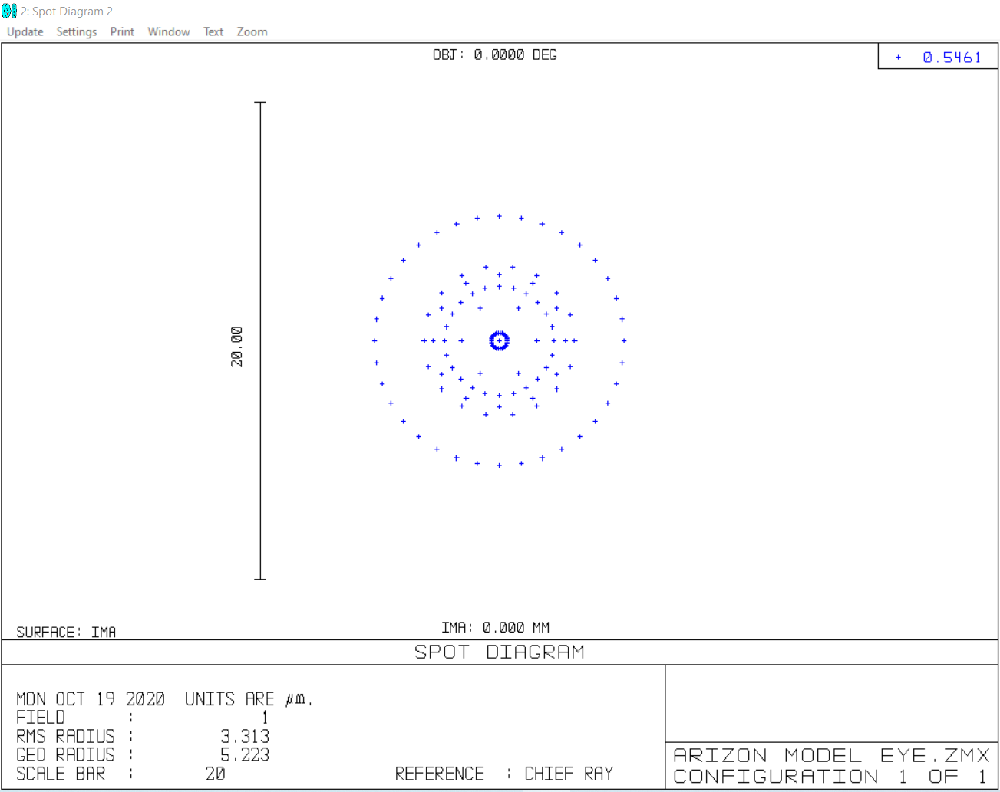 2: Spot Diagram 2
Update Settings Print Window Text Zoom
OBJ: 0.0000 DEG
+ 0.5461
20.00
SURFACE: IMA
IMA: 0.000 MM
SPOT DIAGRAM
MON OCT 19 2020 UNITS ARE µm.
FIELD : 1
RMS RADIUS : 3.313
GEO RADIUS : 5.223
SCALE BAR : 20 REFERENCE : CHIEF RAY
ARIZON MODEL EYE.ZMX
CONFIGURATION 1 OF 1